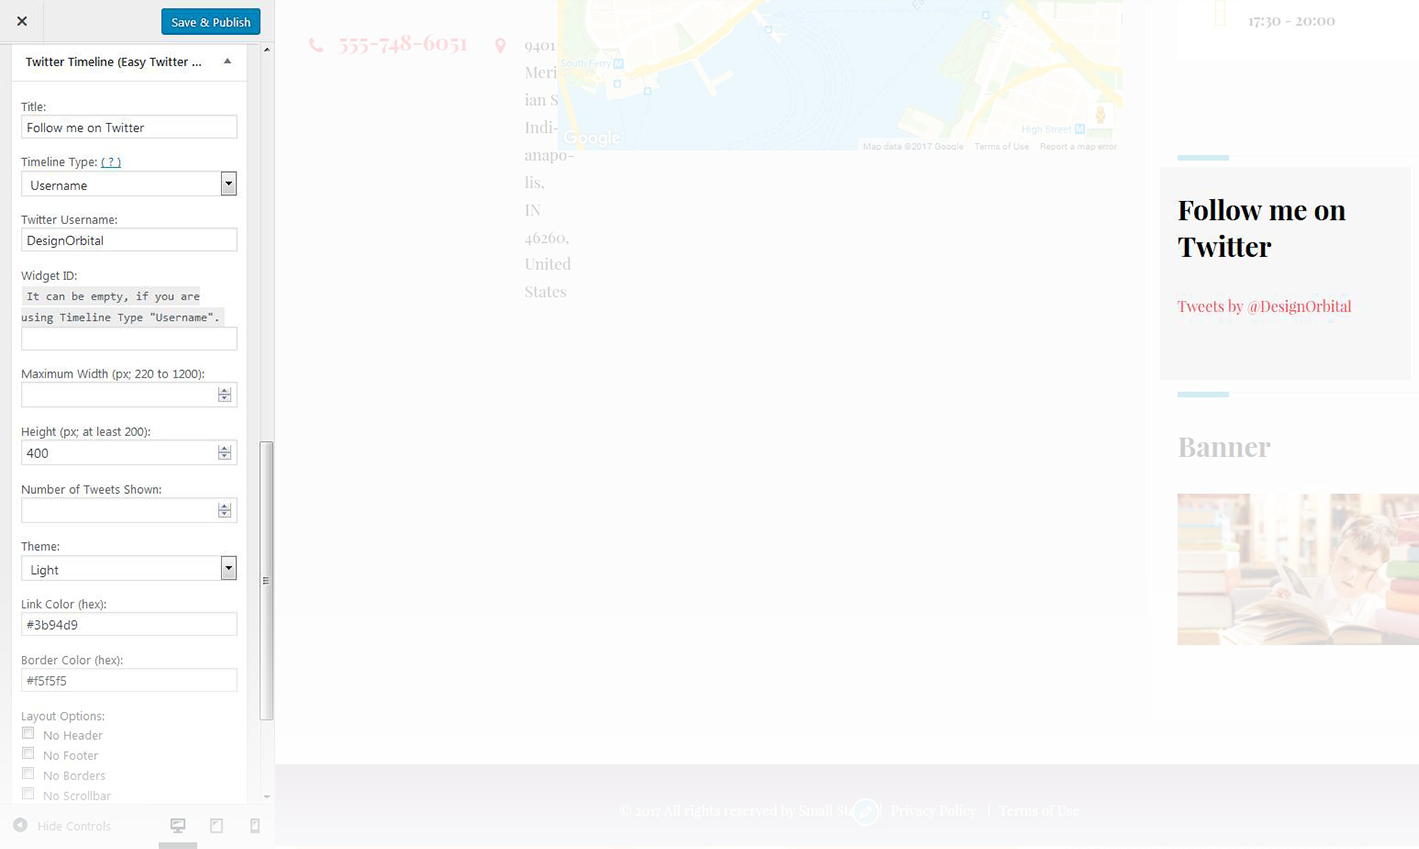 Save & Publish
Twitter Timeline (Easy Twitter ...
Title:
Follow me on Twitter
Timeline Type: ( ? )
Username
Twitter Username:
DesignOrbital
Widget ID:
It can be empty, if you are
using Timeline Type "Username".
Maximum Width (px; 220 to 1200):
Height (px; at least 200):
400
Number of Tweets Shown:
Theme:
Light
Link Color (hex):
#3b94d9
Border Color (hex):
#f5f5f5
Layout Options:
No Header
No Footer
No Borders
No Scrollbar
Hide Controls
555-748-6051
9401
Meri
ian S
Indi-
anapo-
lis,
IN
46260,
United
States
South Ferry M
Google
High Street M
Map data ©2017 Google Terms of Use Report a map error
17:30 - 20:00
Follow me on
Twitter
Tweets by @DesignOrbital
Banner
© 2017 All rights reserved by Small St | Privacy Policy | Terms of Use